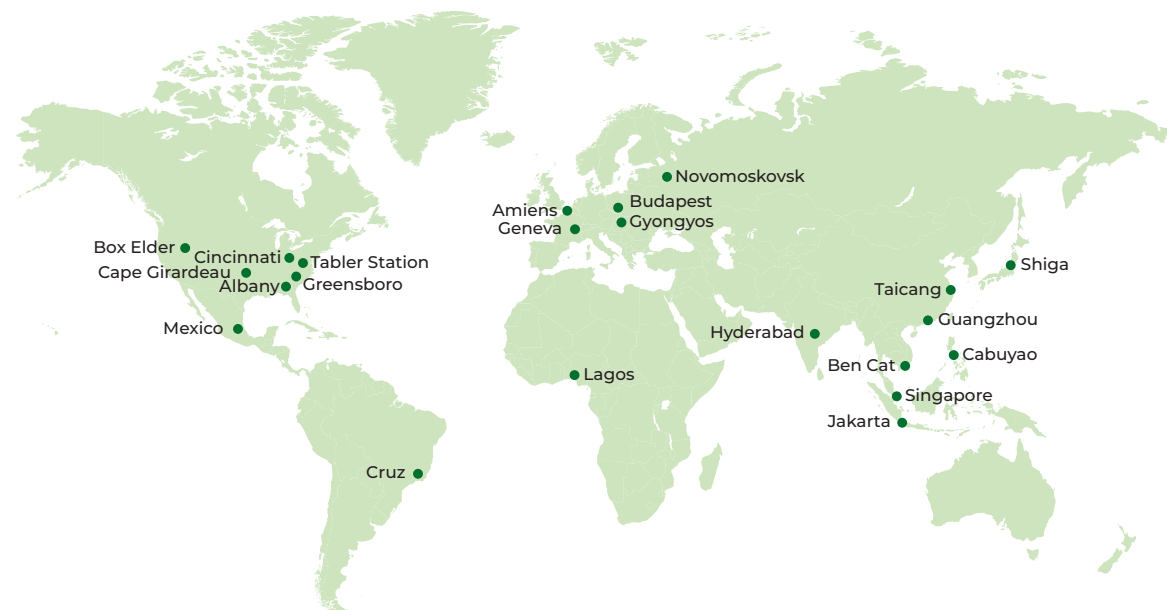 Novomoskovsk
Budapest
Amiens
Gyongyos
Geneva
Box Elder
Cincinnati
Tabler Station
Cape Girardeau
Greensboro
Albany
Mexico
Shiga
Taicang
Guangzhou
Hyderabad
Cabuyao
Ben Cat
Lagos
Singapore
Jakarta
Cruz